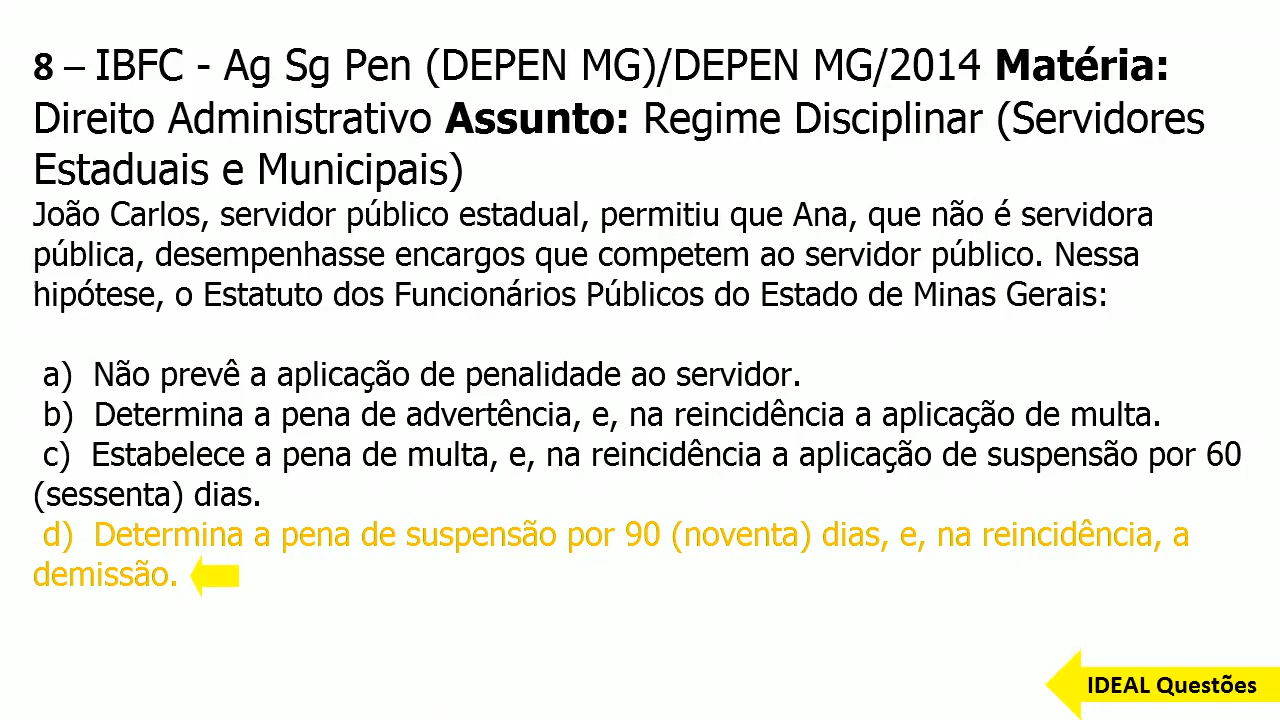 8 – IBFC - Ag Sg Pen (DEPEN MG)/DEPEN MG/2014 Matéria:
Direito Administrativo Assunto: Regime Disciplinar (Servidores
Estaduais e Municipais)
João Carlos, servidor público estadual, permitiu que Ana, que não é servidora
pública, desempenhasse encargos que competem ao servidor público. Nessa
hipótese, o Estatuto dos Funcionários Públicos do Estado de Minas Gerais:
a) Não prevê a aplicação de penalidade ao servidor.
b) Determina a pena de advertência, e, na reincidência a aplicação de multa.
c) Estabelece a pena de multa, e, na reincidência a aplicação de suspensão por 60
(sessenta) dias.
d) Determina a pena de suspensão por 90 (noventa) dias, e, na reincidência, a
demissão.
IDEAL Questões